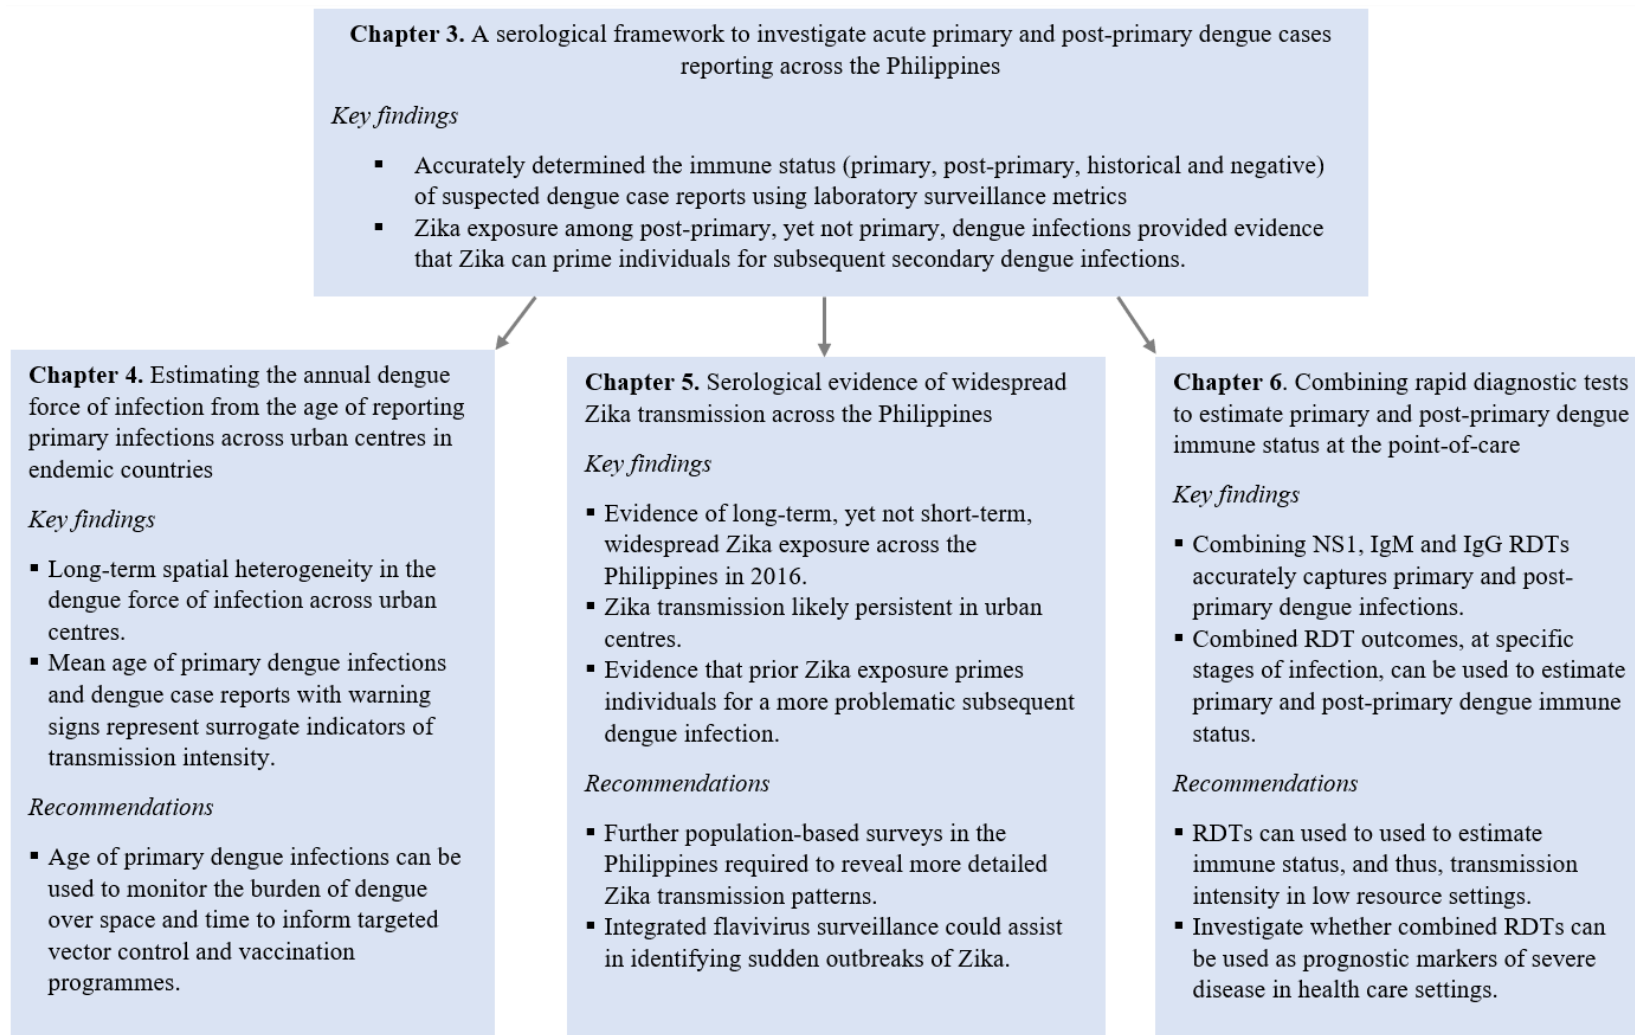 Chapter 3. A serological framework to investigate acute primary and post-primary dengue cases
reporting across the Philippines
Key findings
▪ Accurately determined the immune status (primary, post-primary, historical and negative)
of suspected dengue case reports using laboratory surveillance metrics
▪ Zika exposure among post-primary, yet not primary, dengue infections provided evidence
that Zika can prime individuals for subsequent secondary dengue infections.
Chapter 4. Estimating the annual dengue
force of infection from the age of reporting
primary infections across urban centres in
endemic countries
Key findings
▪ Long-term spatial heterogeneity in the
dengue force of infection across urban
centres.
▪ Mean age of primary dengue infections
and dengue case reports with warning
signs represent surrogate indicators of
transmission intensity.
Recommendations
▪ Age of primary dengue infections can be
used to monitor the burden of dengue
over space and time to inform targeted
vector control and vaccination
programmes.
Chapter 5. Serological evidence of widespread
Zika transmission across the Philippines
Key findings
▪ Evidence of long-term, yet not short-term,
widespread Zika exposure across the
Philippines in 2016.
▪ Zika transmission likely persistent in urban
centres.
▪ Evidence that prior Zika exposure primes
individuals for a more problematic subsequent
dengue infection.
Recommendations
▪ Further population-based surveys in the
Philippines required to reveal more detailed
Zika transmission patterns.
▪ Integrated flavivirus surveillance could assist
in identifying sudden outbreaks of Zika.
Chapter 6. Combining rapid diagnostic tests
to estimate primary and post-primary dengue
immune status at the point-of-care
Key findings
▪ Combining NS1, IgM and IgG RDTs
accurately captures primary and post-
primary dengue infections.
▪ Combined RDT outcomes, at specific
stages of infection, can be used to estimate
primary and post-primary dengue immune
status.
Recommendations
▪ RDTs can used to used to estimate
immune status, and thus, transmission
intensity in low resource settings.
▪ Investigate whether combined RDTs can
be used as prognostic markers of severe
disease in health care settings.